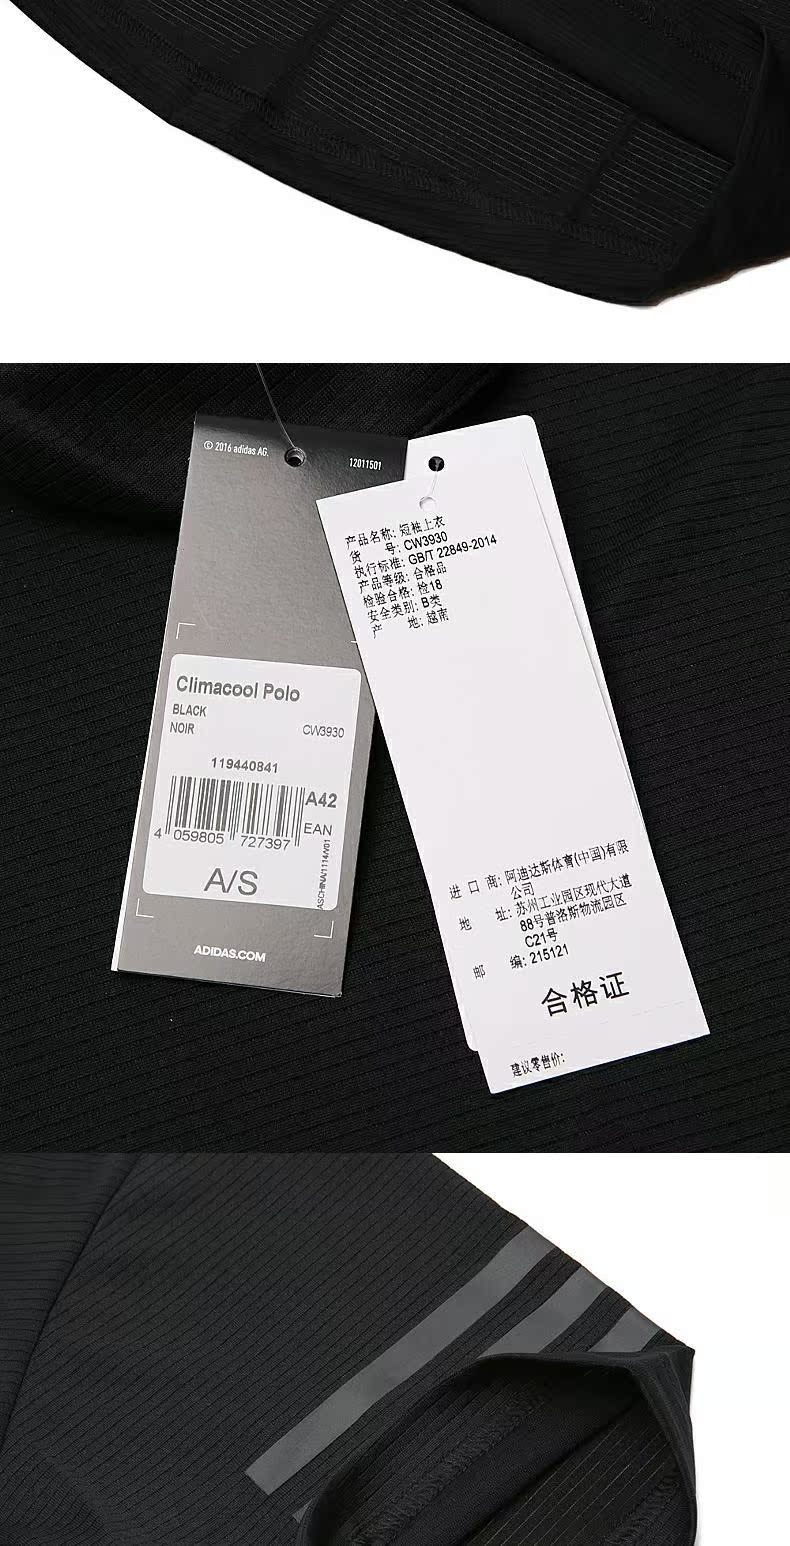 © 2016 adidas AG.
12011501
Climacool Polo
BLACK
NOIR
CW3930
119440841
A42
4 059805 727397
EAN
A/S
ASCHINA/1114/V01
ADIDAS.COM
产品名称: 短袖上衣
货 号: CW3930
执行标准: GB/T 22849-2014
产品等级: 合格品
检验合格: 检18
安全类别: B类
产 地: 越南
进 口 商: 阿迪达斯体育(中国)有限
公司
地 址: 苏州工业园区现代大道
88号普洛斯物流园区
C21号
邮 编: 215121
合格证
建议零售价: